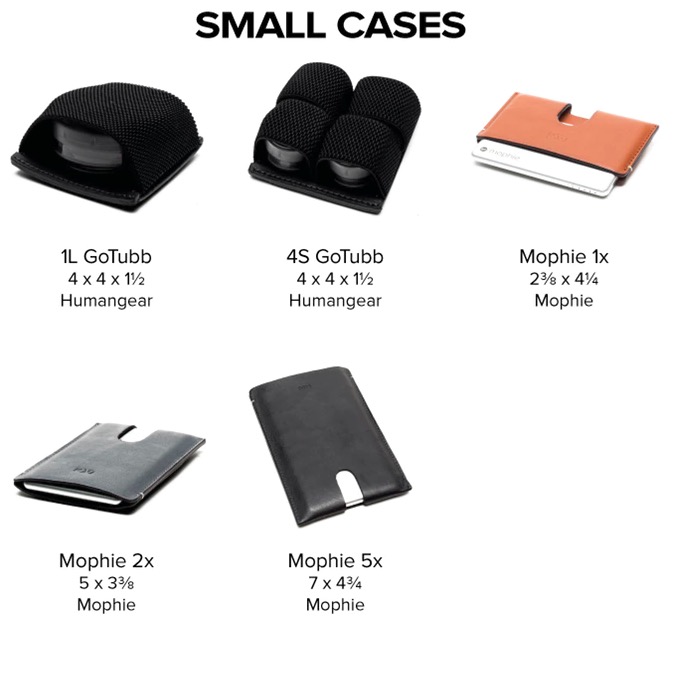 SMALL CASES
1L GoTubb
4 x 4 x 1½
Humangear
4S GoTubb
4 x 4 x 1½
Humangear
mophie
Mophie 1x
2⅜ x 4¼
Mophie
Mophie 2x
5 x 3⅜
Mophie
Mophie 5x
7 x 4¾
Mophie